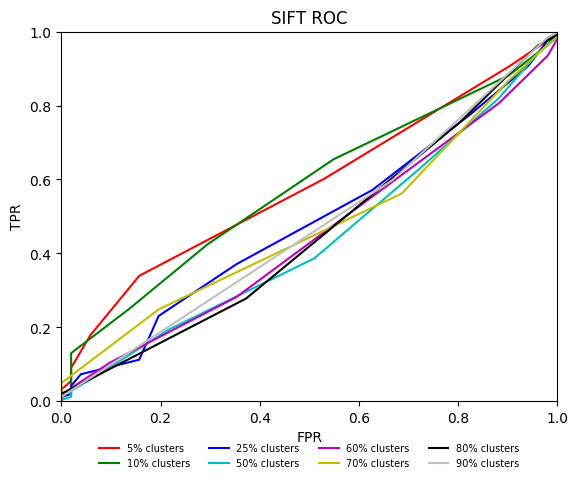 SIFT ROC
1.0
0.8
0.6
0.4
0.2
0.0
TPR
0.0 0.2 0.4 0.6 0.8 1.0
FPR
5% clusters 25% clusters 60% clusters 80% clusters
10% clusters 50% clusters 70% clusters 90% clusters